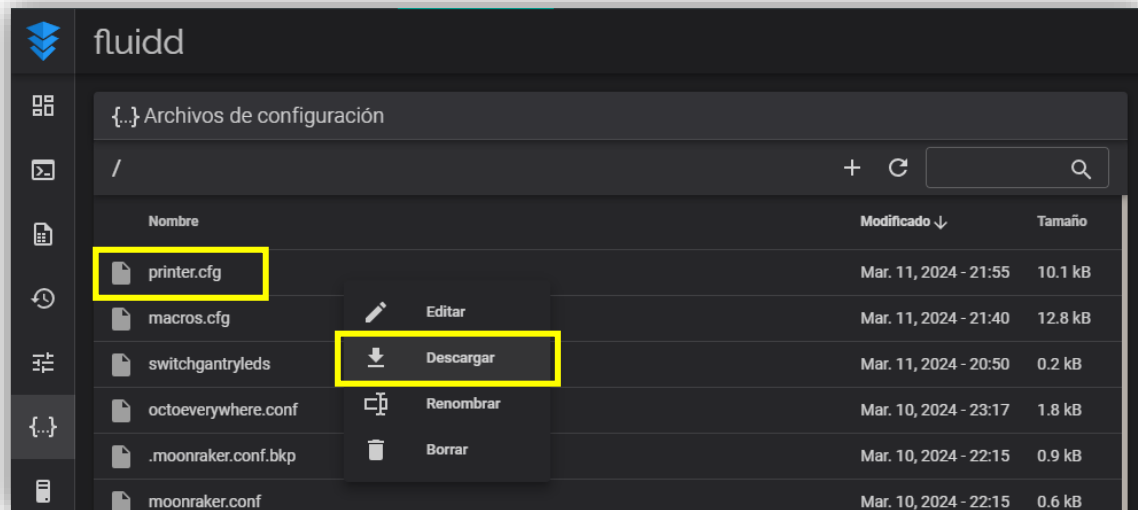 fluidd
{...} Archivos de configuración
/
Nombre Modificado Tamaño
printer.cfg Mar. 11, 2024 - 21:55 10.1 kB
macros.cfg Mar. 11, 2024 - 21:40 12.8 kB
switchgantryleds Mar. 11, 2024 - 20:50 0.2 kB
octoeverywhere.conf Mar. 10, 2024 - 23:17 1.8 kB
.moonraker.conf.bkp Mar. 10, 2024 - 22:15 0.9 kB
moonraker.conf Mar. 10, 2024 - 22:15 0.6 kB
Editar
Descargar
Renombrar
Borrar